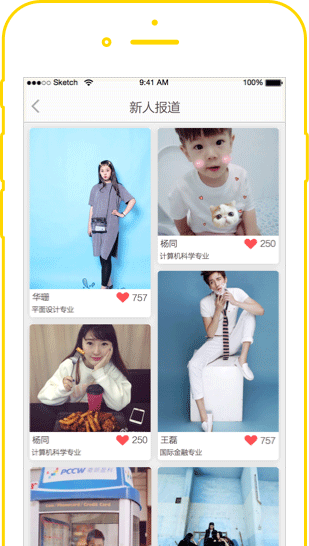 ●●●○○ Sketch 9:41 AM 100%
新人报道
华珊 757
平面设计专业
杨同 250
计算机科学专业
杨同 250
计算机科学专业
王磊 757
国际金融专业
PCCW